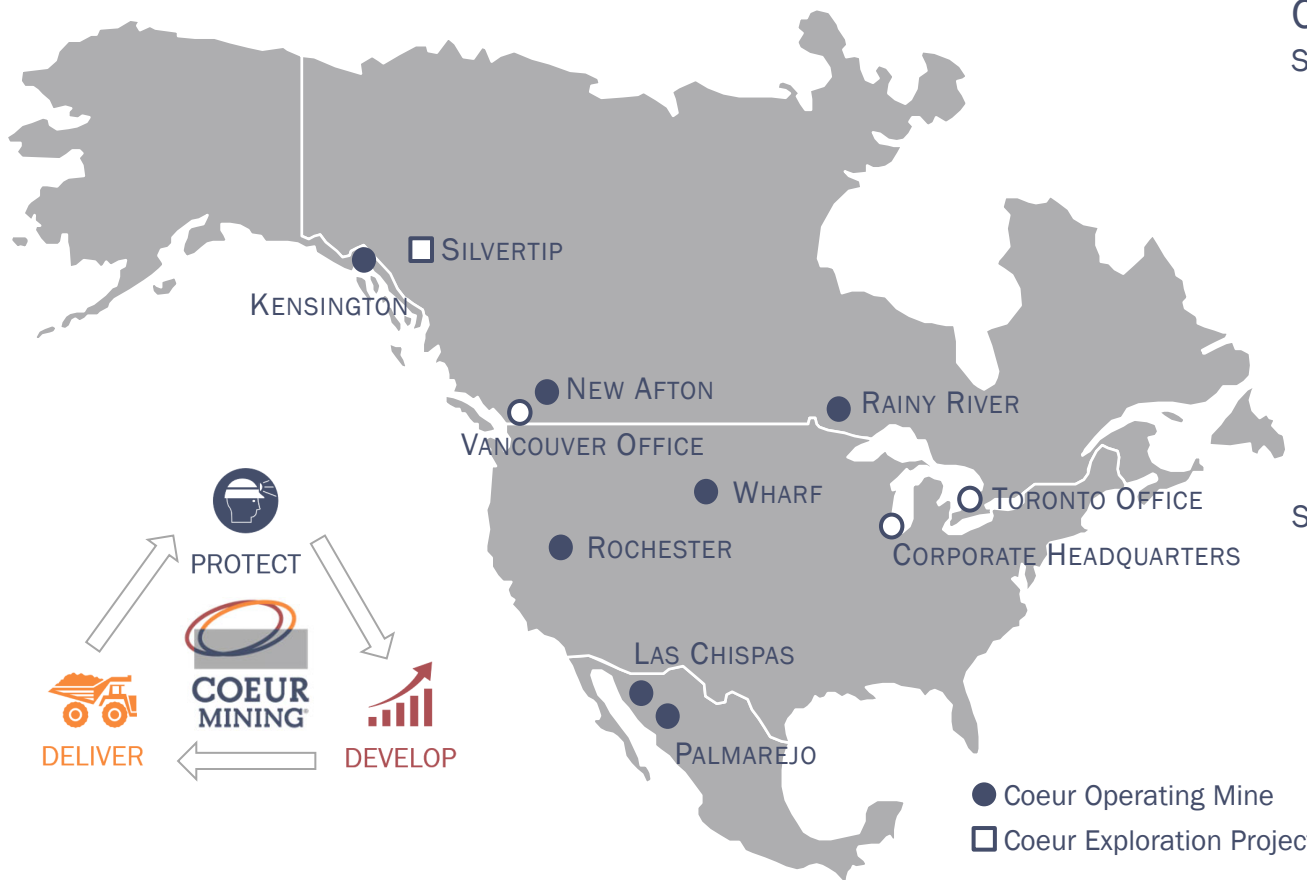 SILVERTIP
KENSINGTON
NEW AFTON
RAINY RIVER
VANCOUVER OFFICE
WHARF
TORONTO OFFICE
ROCHESTER
CORPORATE HEADQUARTERS
LAS CHISPAS
PALMAREJO
PROTECT
COEUR
MINING®
DELIVER
DEVELOP
Coeur Operating Mine
Coeur Exploration Project